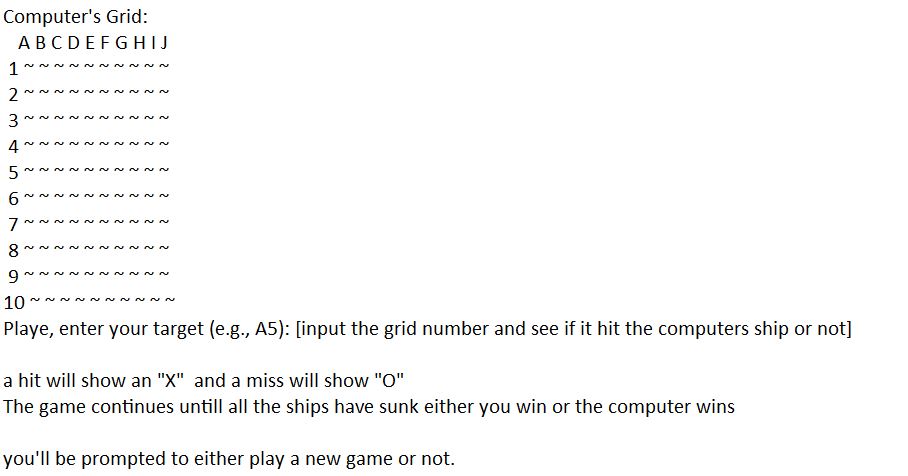 Computer's Grid:
A B C D E F G H I J
1 ~ ~ ~ ~ ~ ~ ~ ~ ~ ~
2 ~ ~ ~ ~ ~ ~ ~ ~ ~ ~
3 ~ ~ ~ ~ ~ ~ ~ ~ ~ ~
4 ~ ~ ~ ~ ~ ~ ~ ~ ~ ~
5 ~ ~ ~ ~ ~ ~ ~ ~ ~ ~
6 ~ ~ ~ ~ ~ ~ ~ ~ ~ ~
7 ~ ~ ~ ~ ~ ~ ~ ~ ~ ~
8 ~ ~ ~ ~ ~ ~ ~ ~ ~ ~
9 ~ ~ ~ ~ ~ ~ ~ ~ ~ ~
10 ~ ~ ~ ~ ~ ~ ~ ~ ~ ~
Playe, enter your target (e.g., A5): [input the grid number and see if it hit the computers ship or not]
a hit will show an "X"  and a miss will show "O"
The game continues untill all the ships have sunk either you win or the computer wins
you'll be prompted to either play a new game or not.